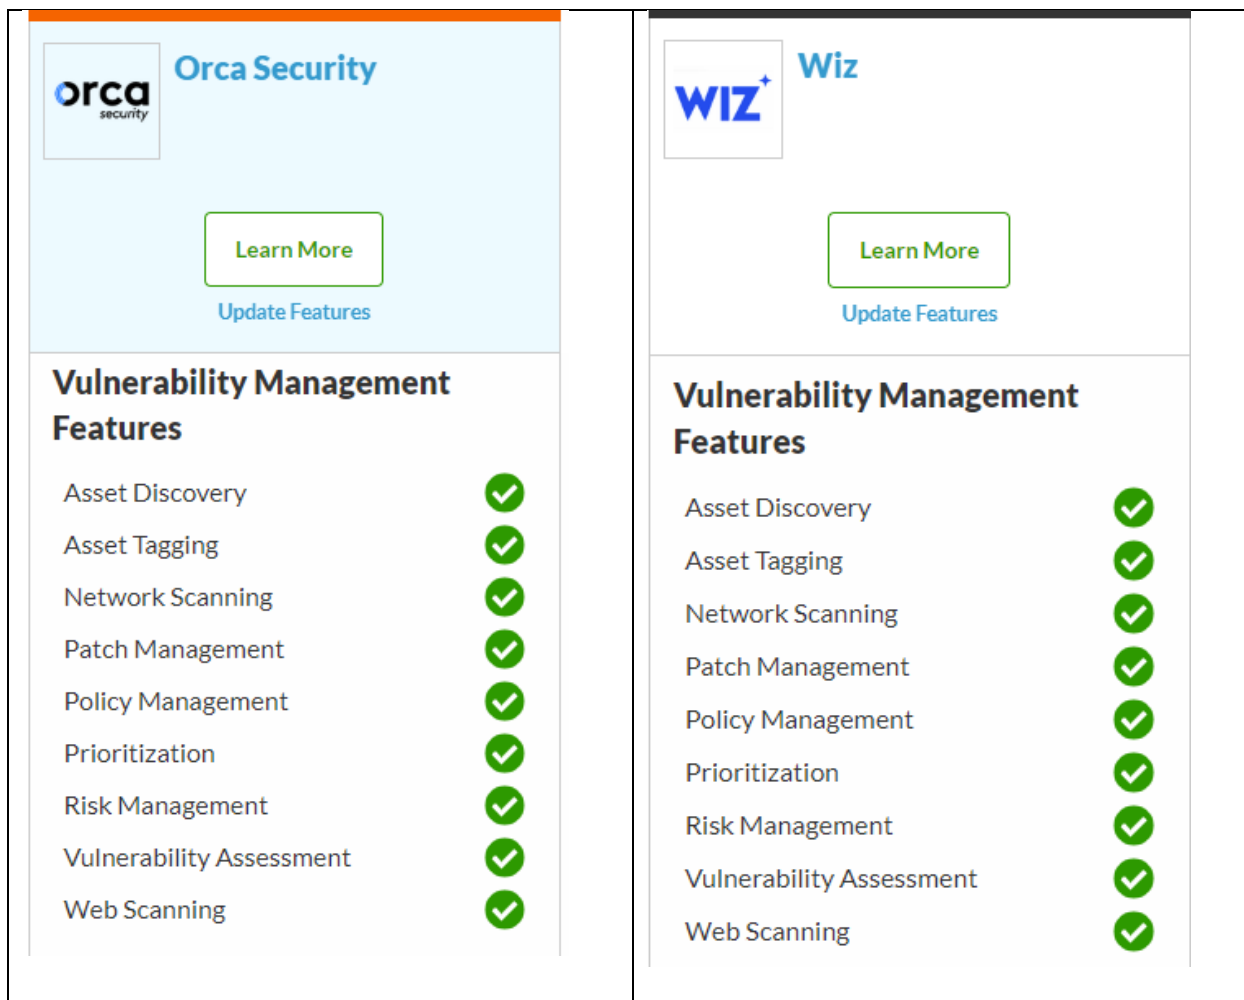 orca
security
Orca Security
Learn More
Update Features
Vulnerability Management
Features
Asset Discovery
Asset Tagging
Network Scanning
Patch Management
Policy Management
Prioritization
Risk Management
Vulnerability Assessment
Web Scanning
WIZ
Wiz
Learn More
Update Features
Vulnerability Management
Features
Asset Discovery
Asset Tagging
Network Scanning
Patch Management
Policy Management
Prioritization
Risk Management
Vulnerability Assessment
Web Scanning